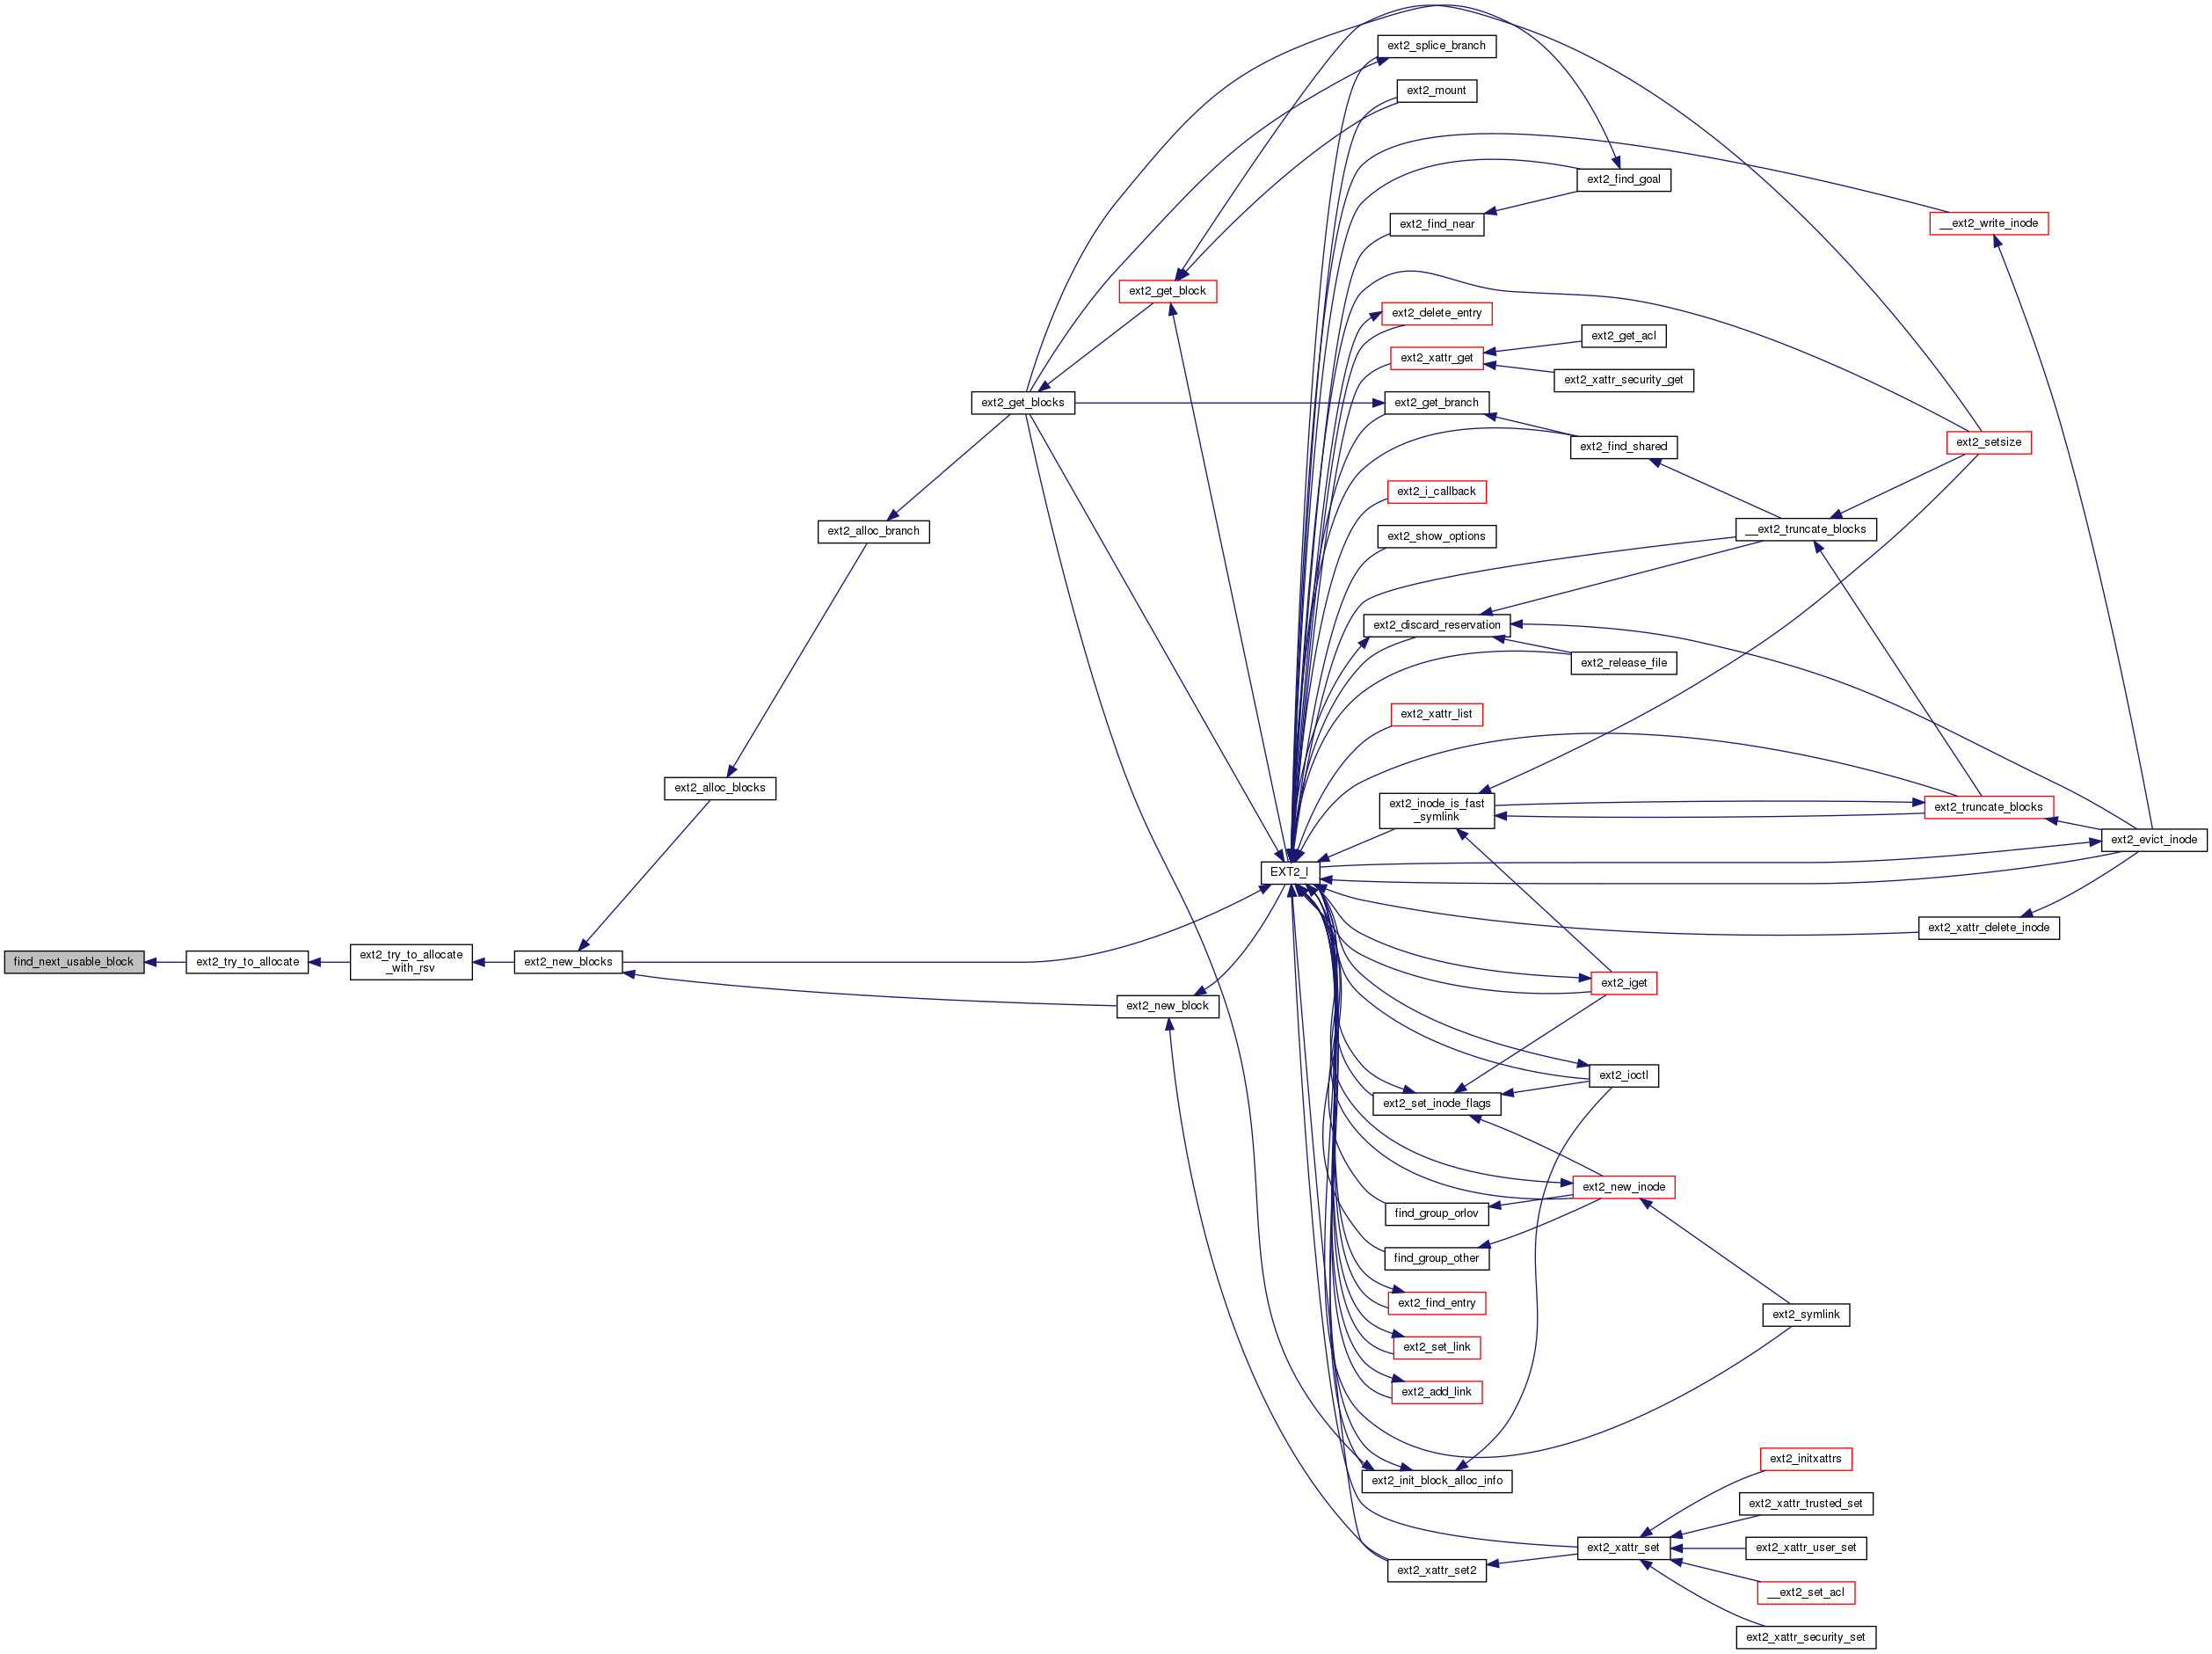 ext2_splice_branch
ext2_mount
ext2_find_goal
__ext2_write_inode
ext2_find_near
ext2_get_block
ext2_delete_entry
ext2_get_acl
ext2_xattr_get
ext2_xattr_security_get
ext2_get_blocks
ext2_get_branch
ext2_setsize
ext2_find_shared
ext2_i_callback
ext2_alloc_branch
ext2_show_options
__ext2_truncate_blocks
ext2_discard_reservation
ext2_release_file
ext2_xattr_list
ext2_alloc_blocks
ext2_inode_is_fast
_symlink
ext2_truncate_blocks
ext2_evict_inode
EXT2_I
ext2_xattr_delete_inode
find_next_usable_block
ext2_try_to_allocate
ext2_try_to_allocate
_with_rsv
ext2_new_blocks
ext2_iget
ext2_new_block
ext2_ioctl
ext2_set_inode_flags
ext2_new_inode
find_group_orlov
find_group_other
ext2_find_entry
ext2_symlink
ext2_set_link
ext2_add_link
ext2_initxattrs
ext2_init_block_alloc_info
ext2_xattr_trusted_set
ext2_xattr_set
ext2_xattr_user_set
ext2_xattr_set2
__ext2_set_acl
ext2_xattr_security_set